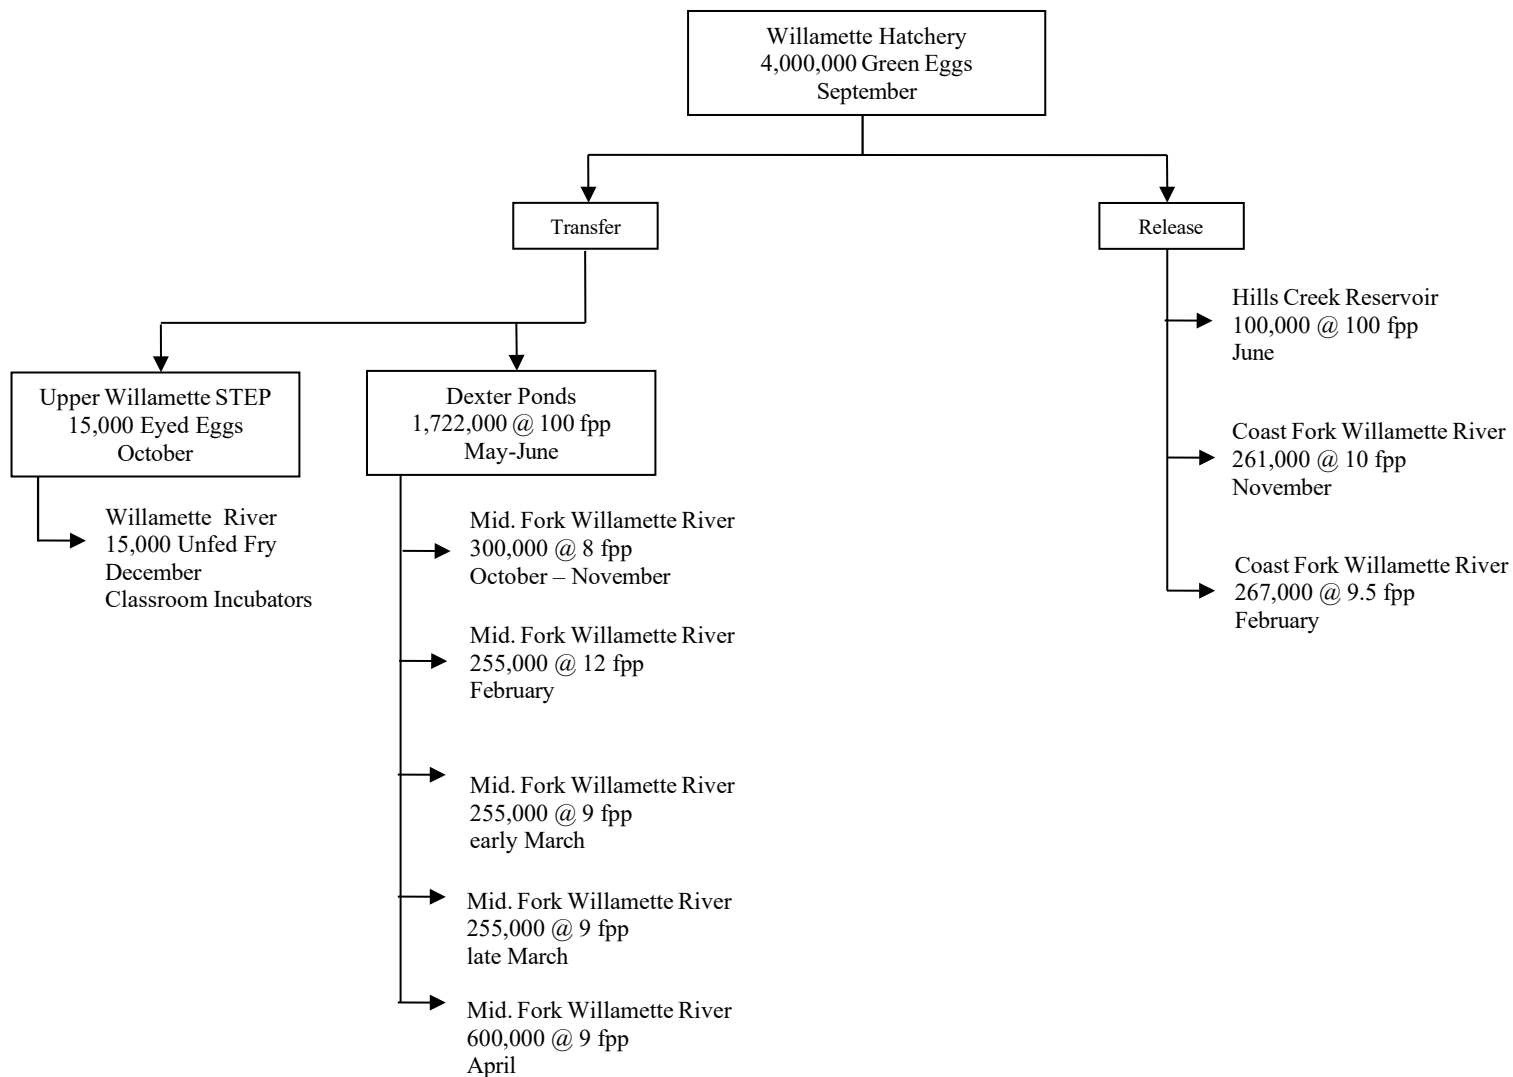 Willamette Hatchery
4,000,000 Green Eggs
September
Transfer
Release
Upper Willamette STEP
15,000 Eyed Eggs
October
Willamette River
15,000 Unfed Fry
December
Classroom Incubators
Dexter Ponds
1,722,000 @ 100 fpp
May-June
Mid. Fork Willamette River
300,000 @ 8 fpp
October – November
Mid. Fork Willamette River
255,000 @ 12 fpp
February
Mid. Fork Willamette River
255,000 @ 9 fpp
early March
Mid. Fork Willamette River
255,000 @ 9 fpp
late March
Mid. Fork Willamette River
600,000 @ 9 fpp
April
Hills Creek Reservoir
100,000 @ 100 fpp
June
Coast Fork Willamette River
261,000 @ 10 fpp
November
Coast Fork Willamette River
267,000 @ 9.5 fpp
February